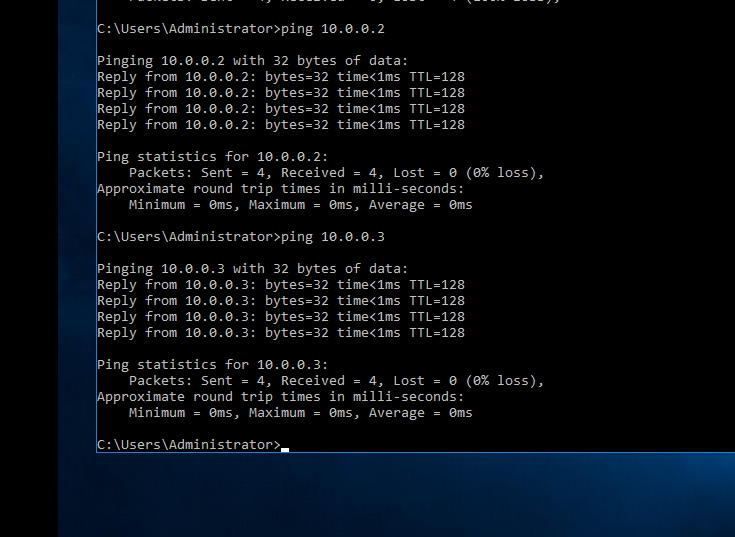 C:\Users\Administrator>ping 10.0.0.2
Pinging 10.0.0.2 with 32 bytes of data:
Reply from 10.0.0.2: bytes=32 time<1ms TTL=128
Reply from 10.0.0.2: bytes=32 time<1ms TTL=128
Reply from 10.0.0.2: bytes=32 time<1ms TTL=128
Reply from 10.0.0.2: bytes=32 time<1ms TTL=128
Ping statistics for 10.0.0.2:
    Packets: Sent = 4, Received = 4, Lost = 0 (0% loss),
Approximate round trip times in milli-seconds:
    Minimum = 0ms, Maximum = 0ms, Average = 0ms
C:\Users\Administrator>ping 10.0.0.3
Pinging 10.0.0.3 with 32 bytes of data:
Reply from 10.0.0.3: bytes=32 time<1ms TTL=128
Reply from 10.0.0.3: bytes=32 time<1ms TTL=128
Reply from 10.0.0.3: bytes=32 time<1ms TTL=128
Reply from 10.0.0.3: bytes=32 time<1ms TTL=128
Ping statistics for 10.0.0.3:
    Packets: Sent = 4, Received = 4, Lost = 0 (0% loss),
Approximate round trip times in milli-seconds:
    Minimum = 0ms, Maximum = 0ms, Average = 0ms
C:\Users\Administrator>